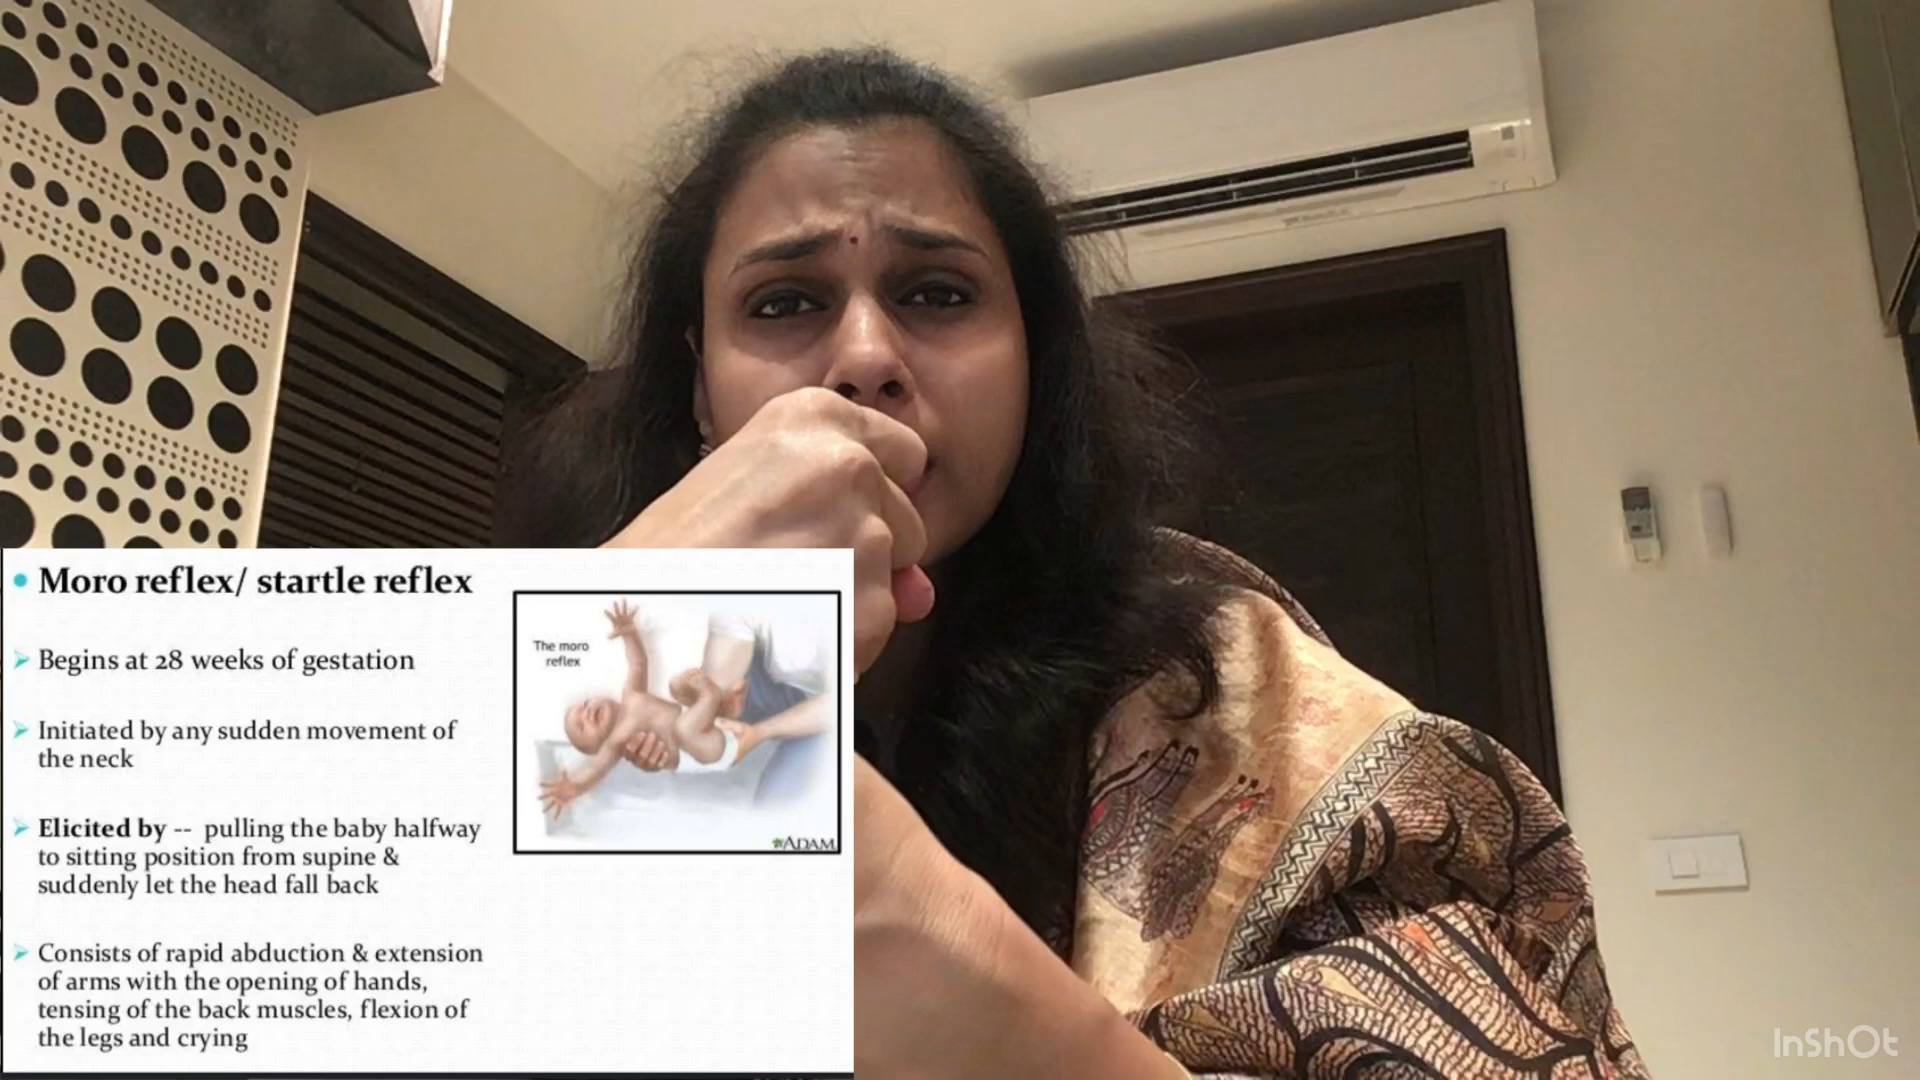 Moro reflex/ startle reflex
Begins at 28 weeks of gestation
Initiated by any sudden movement of
the neck
Elicited by -- pulling the baby halfway
to sitting position from supine &
suddenly let the head fall back
Consists of rapid abduction & extension
of arms with the opening of hands,
tensing of the back muscles, flexion of
the legs and crying
The moro
reflex
ADAM
InShOt